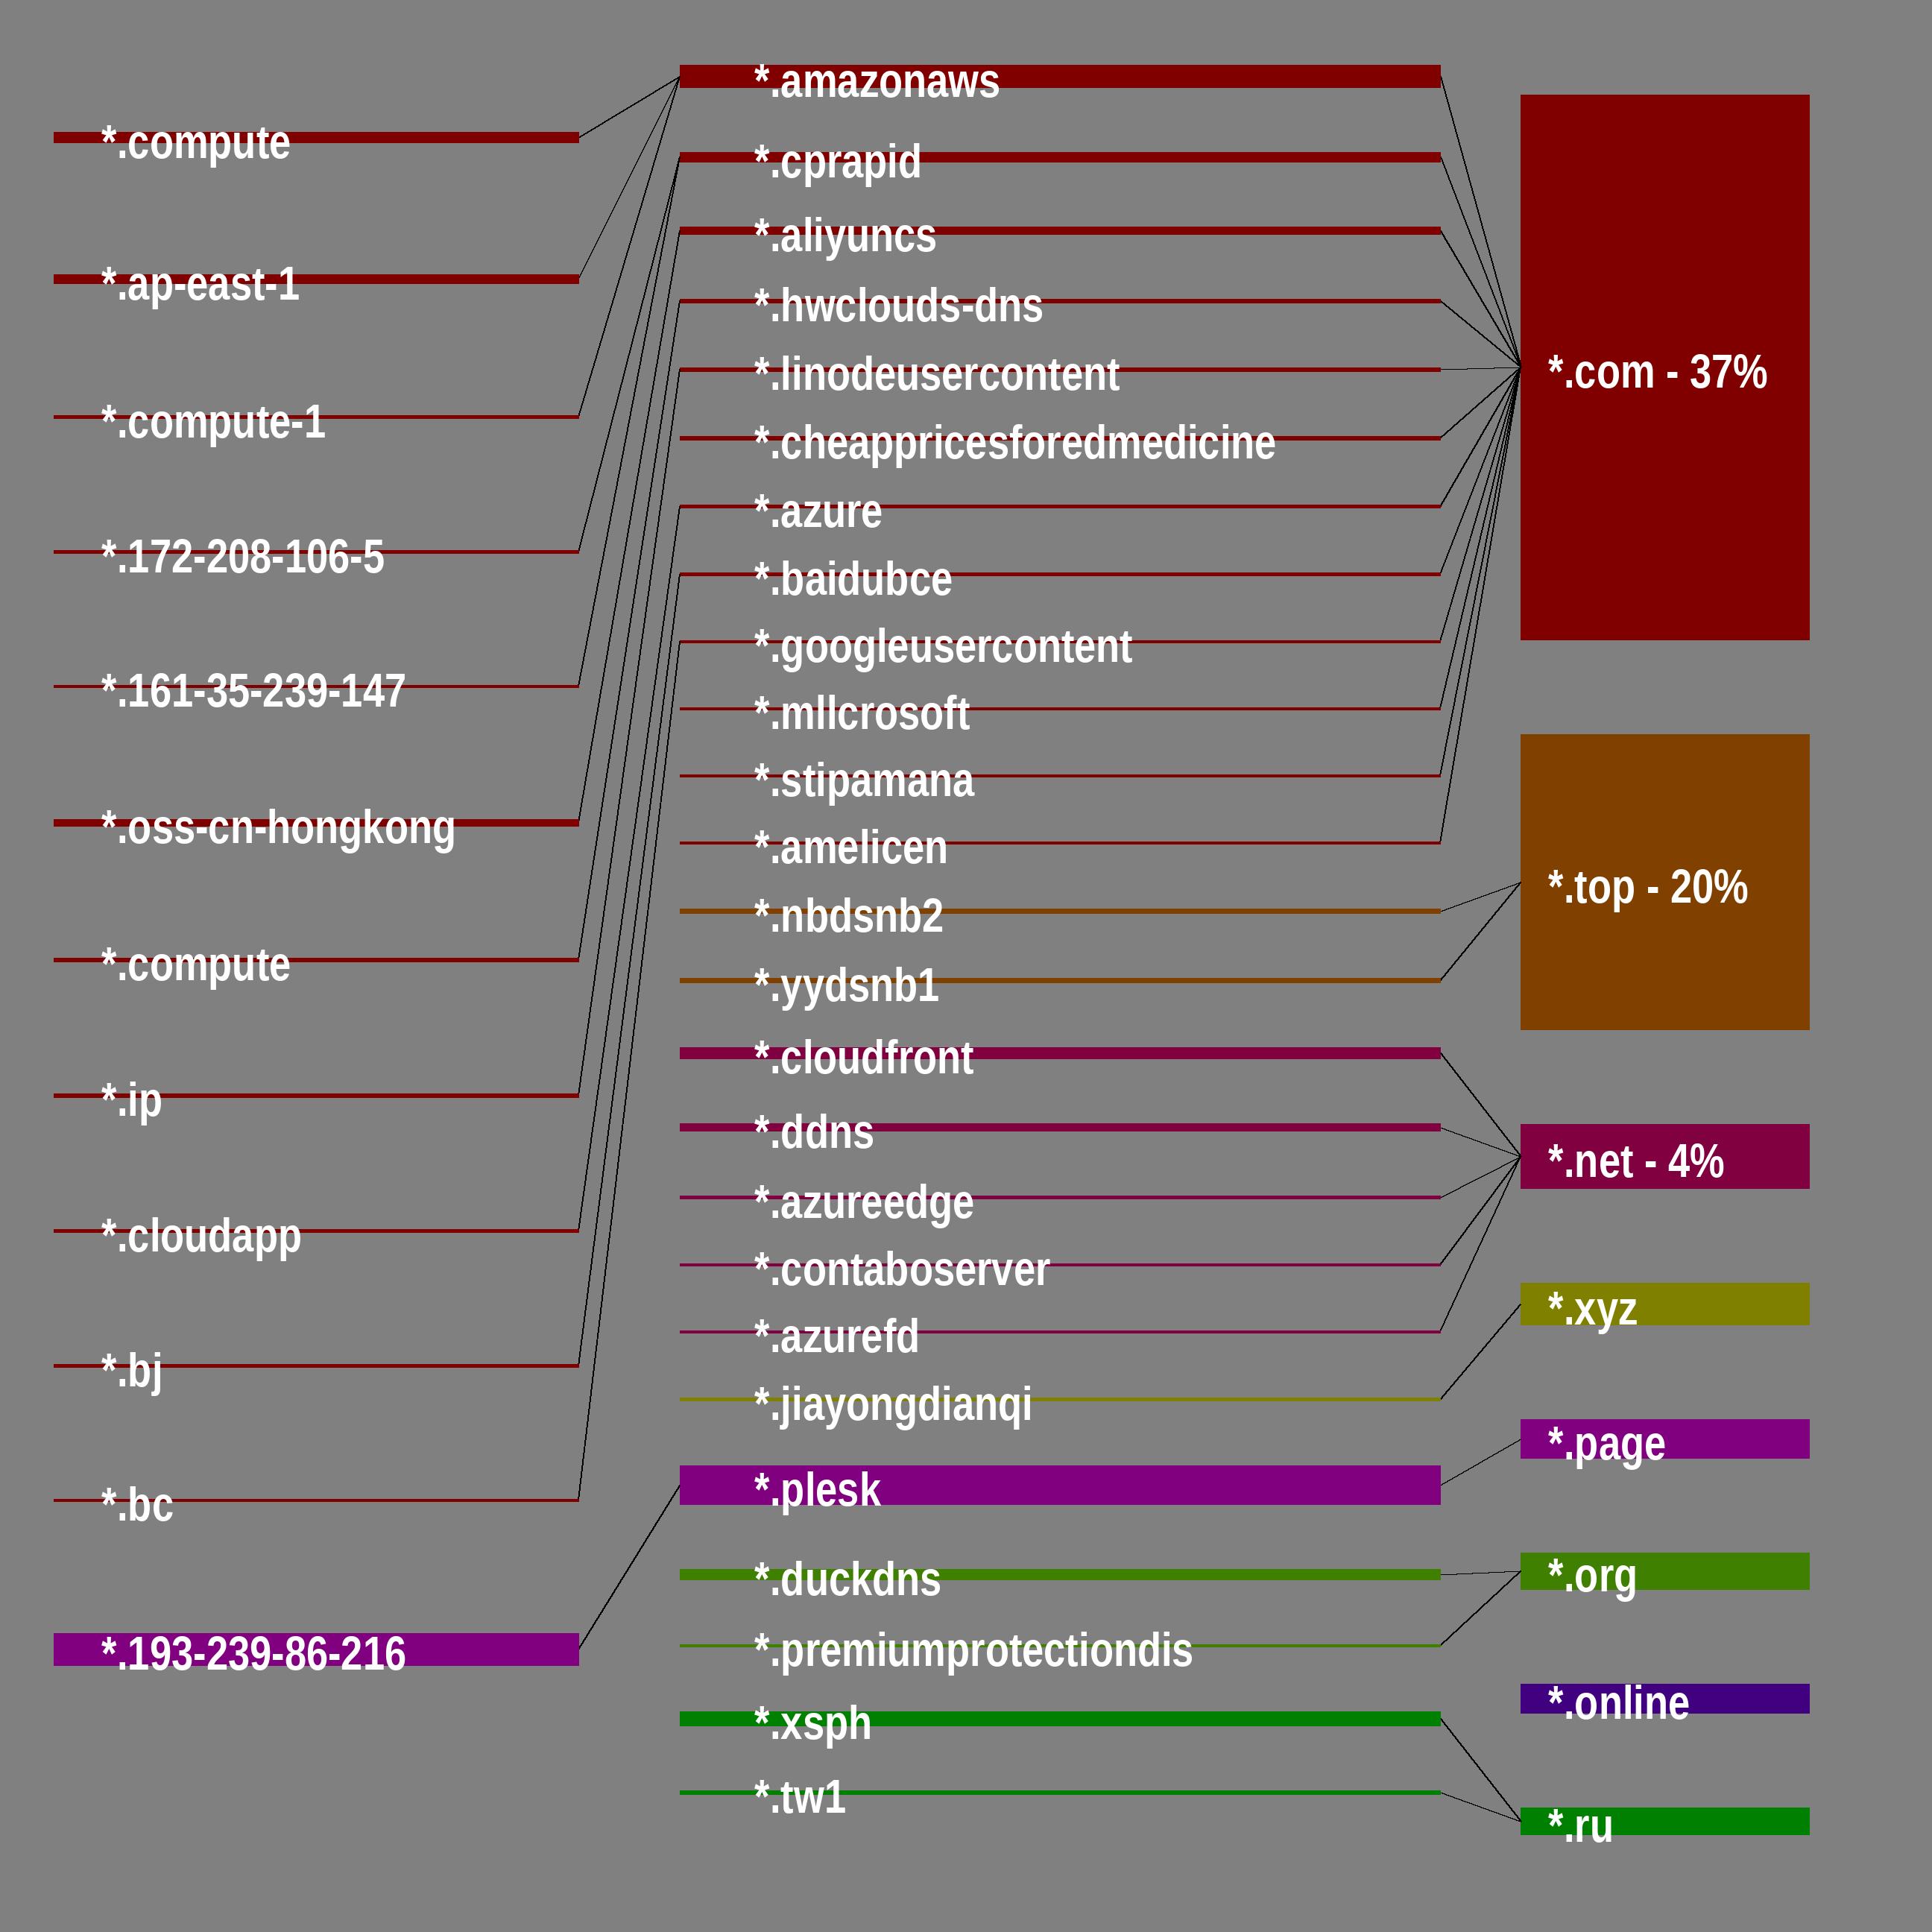 *.compute
*.ap-east-1
*.compute-1
*.172-208-106-5
*.161-35-239-147
*.oss-cn-hongkong
*.compute
*.ip
*.cloudapp
*.bj
*.bc
*.193-239-86-216
*.amazonaws
*.cprapid
*.aliyuncs
*.hwclouds-dns
*.linodeusercontent
*.cheappricesforedmedicine
*.azure
*.baidubce
*.googleusercontent
*.mllcrosoft
*.stipamana
*.amelicen
*.nbdsnb2
*.yydsnb1
*.cloudfront
*.ddns
*.azureedge
*.contaboserver
*.azurefd
*.jiayongdianqi
*.plesk
*.duckdns
*.premiumprotectiondis
*.xsph
*.tw1
*.com - 37%
*.top - 20%
*.net - 4%
*.xyz
*.page
*.org
*.online
*.ru